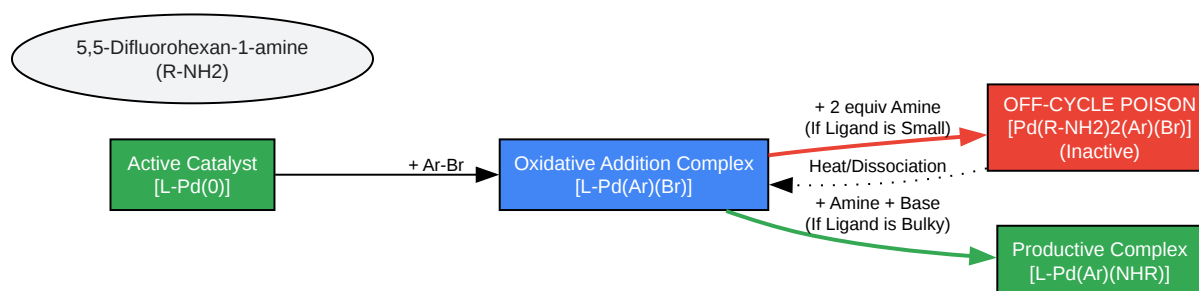 5,5-Difluorohexan-1-amine
(R-NH2)
Active Catalyst
[L-Pd(0)]
+ Ar-Br
Oxidative Addition Complex
[L-Pd(Ar)(Br)]
+ 2 equiv Amine
(If Ligand is Small)
OFF-CYCLE POISON
[Pd(R-NH2)2(Ar)(Br)]
(Inactive)
Heat/Dissociation
+ Amine + Base
(If Ligand is Bulky)
Productive Complex
[L-Pd(Ar)(NHR)]